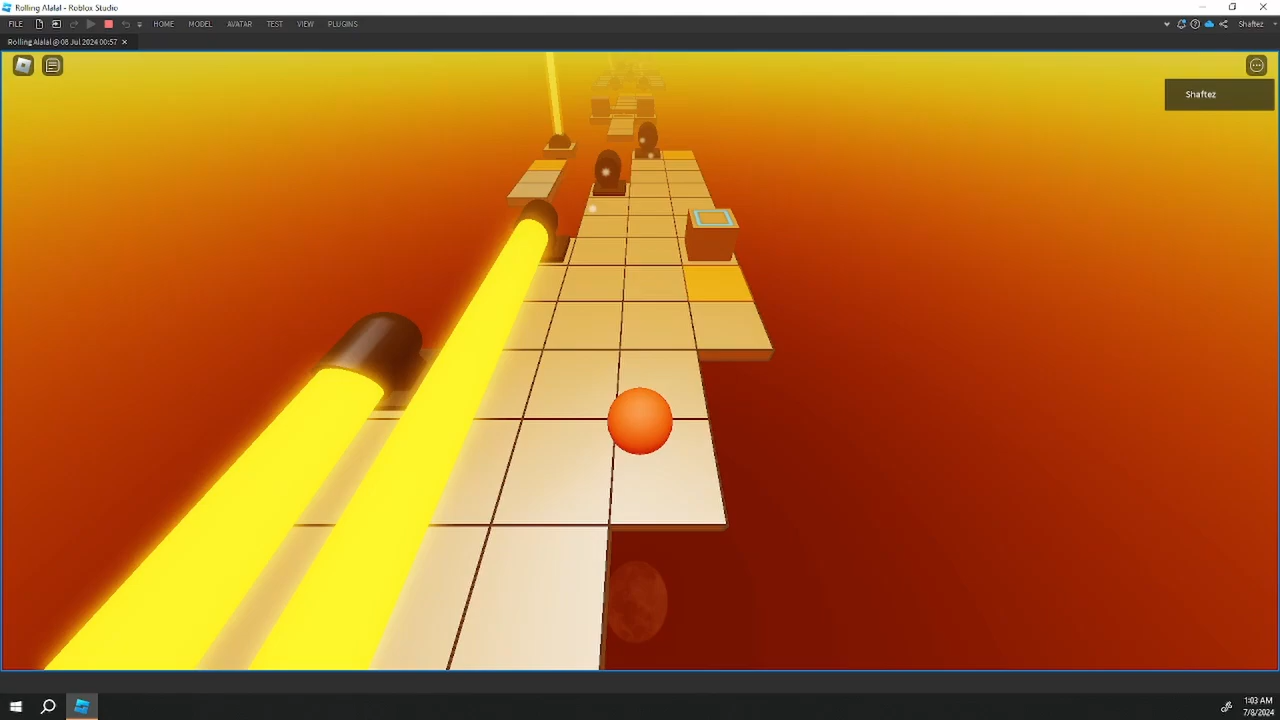 Rolling Alalal - Roblox Studio
FILE HOME MODEL AVATAR TEST VIEW PLUGINS Shaftez
Rolling Alalal @ 08 Jul 2024 00:57
Shaftez
1:03 AM
7/8/2024